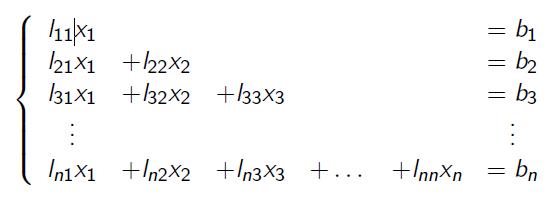 l₁₁x₁ = b₁
l₂₁x₁ +l₂₂x₂ = b₂
l₃₁x₁ +l₃₂x₂ +l₃₃x₃ = b₃
⋮ ⋮
lₙ₁x₁ +lₙ₂x₂ +lₙ₃x₃ + … +lₙₙxₙ = bₙ